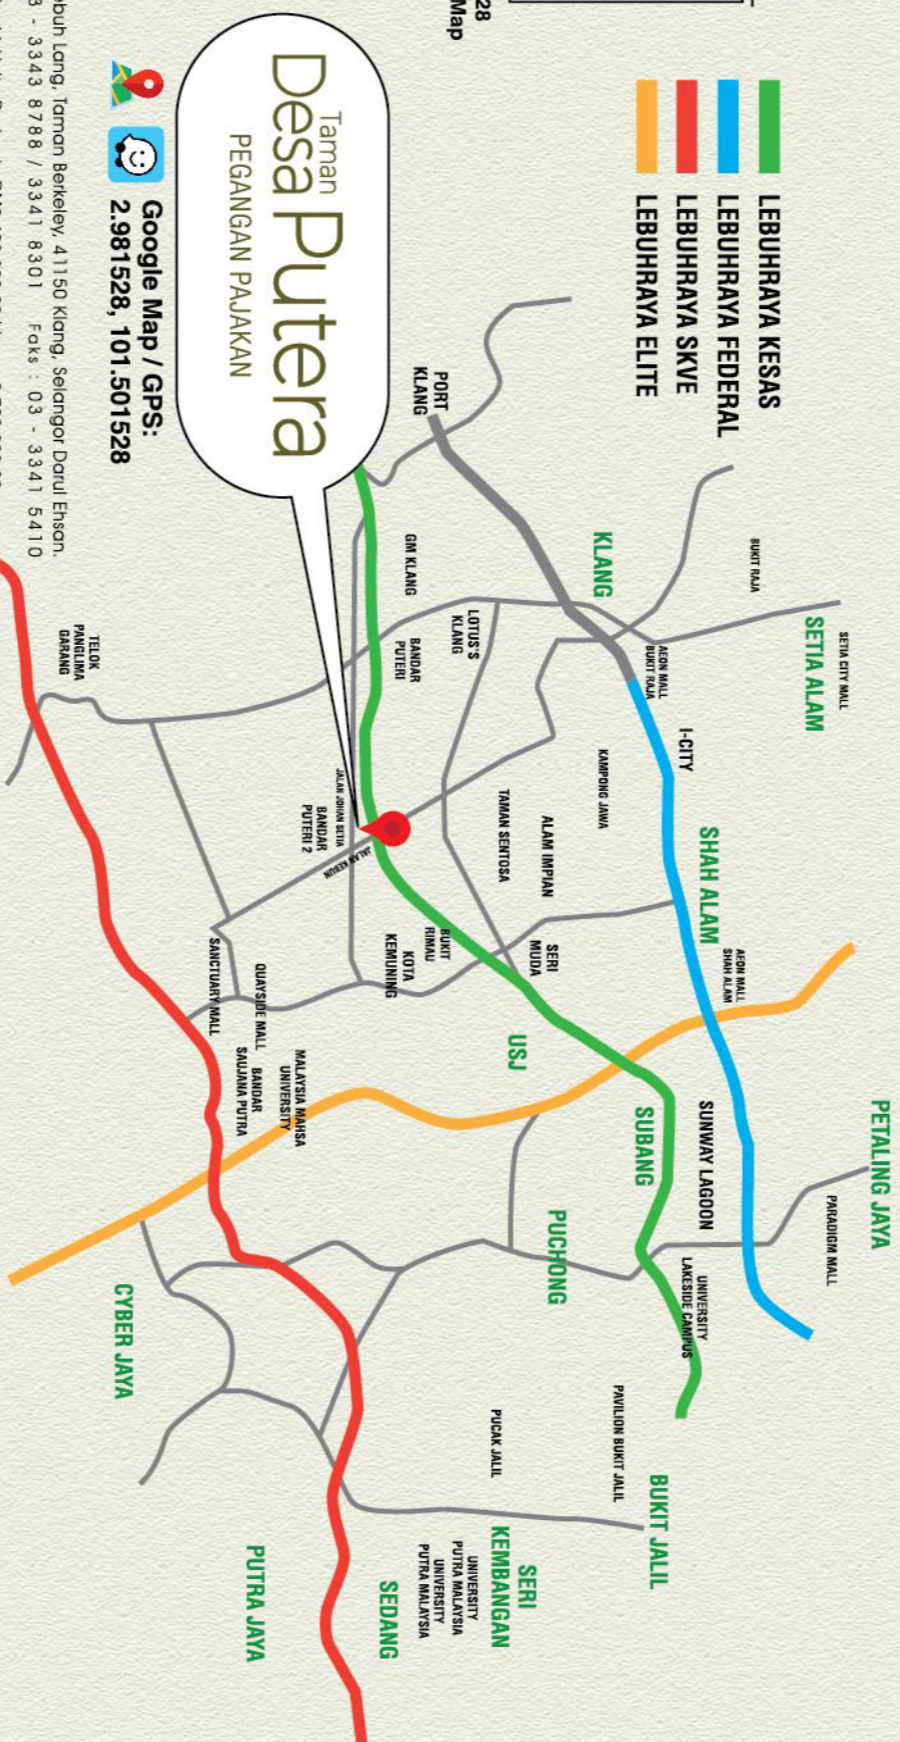 LEBUHRAYA KESAS
LEBUHRAYA FEDERAL
LEBUHRAYA SKVE
LEBUHRAYA ELITE
28
Map
Taman
Desa Putera
PEGANGAN PAJAKAN
Google Map / GPS:
2.981528, 101.501528
Lang, Taman Berkeley, 41150 Klang, Selangor Darul Ehsan.
3 - 3343 8788 / 3341 8301 Faks : 03 - 3341 5410
PETALING JAYA
PARADIGM MALL
SETIA CITY MALL
SETIA ALAM
BUKIT RAJA
AEON MALL
SHAH ALAM
SHAH ALAM
SUNWAY LAGOON
UNIVERSITY
LAKESIDE CAMPUS
I-CITY
AEON MALL
BUKIT RAJA
KLANG
KAMPONG JAWA
SUBANG
BUKIT JALIL
PAVILION BUKIT JALIL
PORT
KLANG
LOTUS'S
KLANG
GM KLANG
BANDAR
PUTERI
ALAM IMPIAN
TAMAN SENTOSA
SERI
MUDA
USJ
PUCHONG
PUCAK JALIL
SERI
KEMBANGAN
UNIVERSITY
PUTRA MALAYSIA
UNIVERSITY
PUTRA MALAYSIA
BUKIT
RIMAU
KOTA
KEMUNING
JALAN JOHAN SETIA
BANDAR
PUTERI 2
JALAN KEBUN
SEDANG
MALAYSIA MAHSA
UNIVERSITY
QUAYSIDE MALL
BANDAR
SAUJANA PUTRA
SANCTUARY MALL
PUTRA JAYA
CYBER JAYA
TELOK
PANGLIMA
GARANG